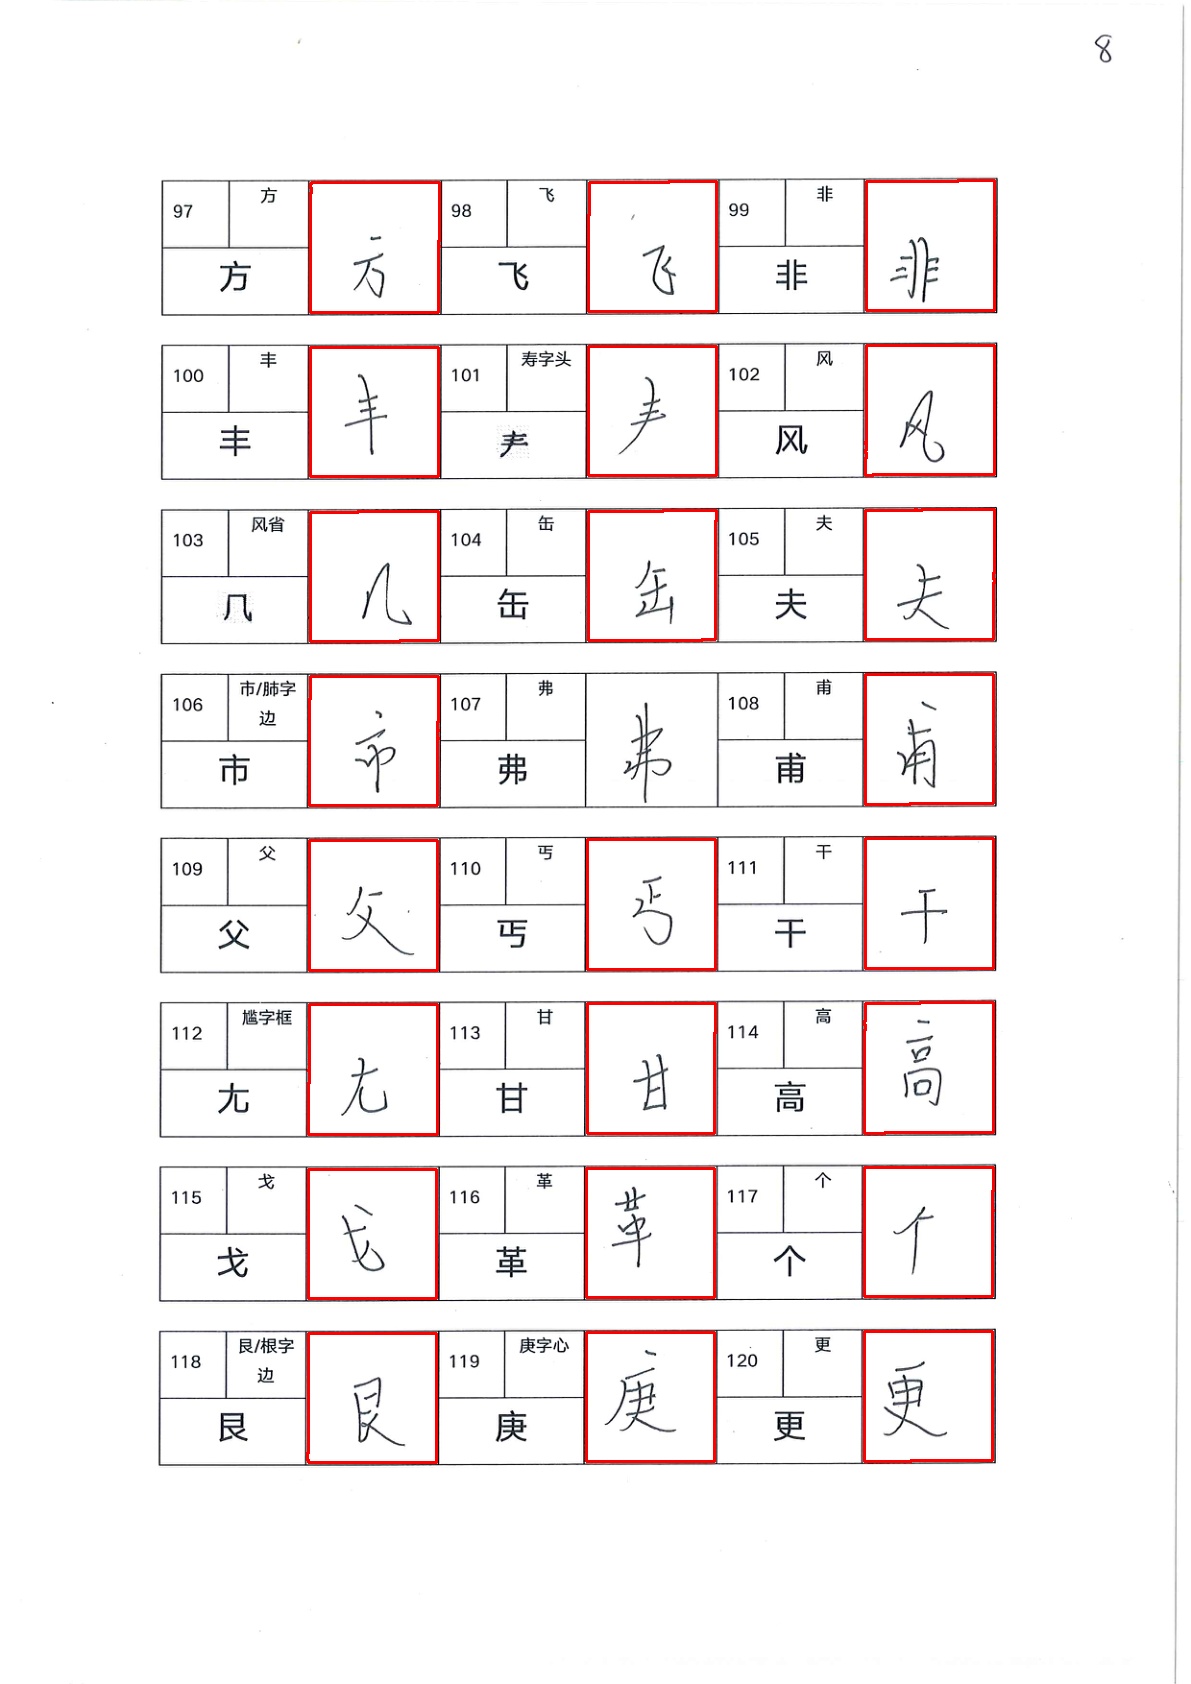 8
97 方 方 方 98 飞 飞 飞 99 非 非 非
100 丰 丰 丰 101 寿字头 龵 102 风 风 风
103 风省 几 几 104 缶 缶 缶 105 夫 夫 夫
106 市/肺字边 市 市 107 弗 弗 弗 108 甫 甫 甫
109 父 父 父 110 丐 丐 丐 111 干 干 干
112 尴字框 尢 尢 113 甘 甘 甘 114 高 高 高
115 戈 戈 116 革 革 革 117 个 个 个
118 艮/根字边 艮 艮 119 庚字心 庚 庚 120 更 更 更